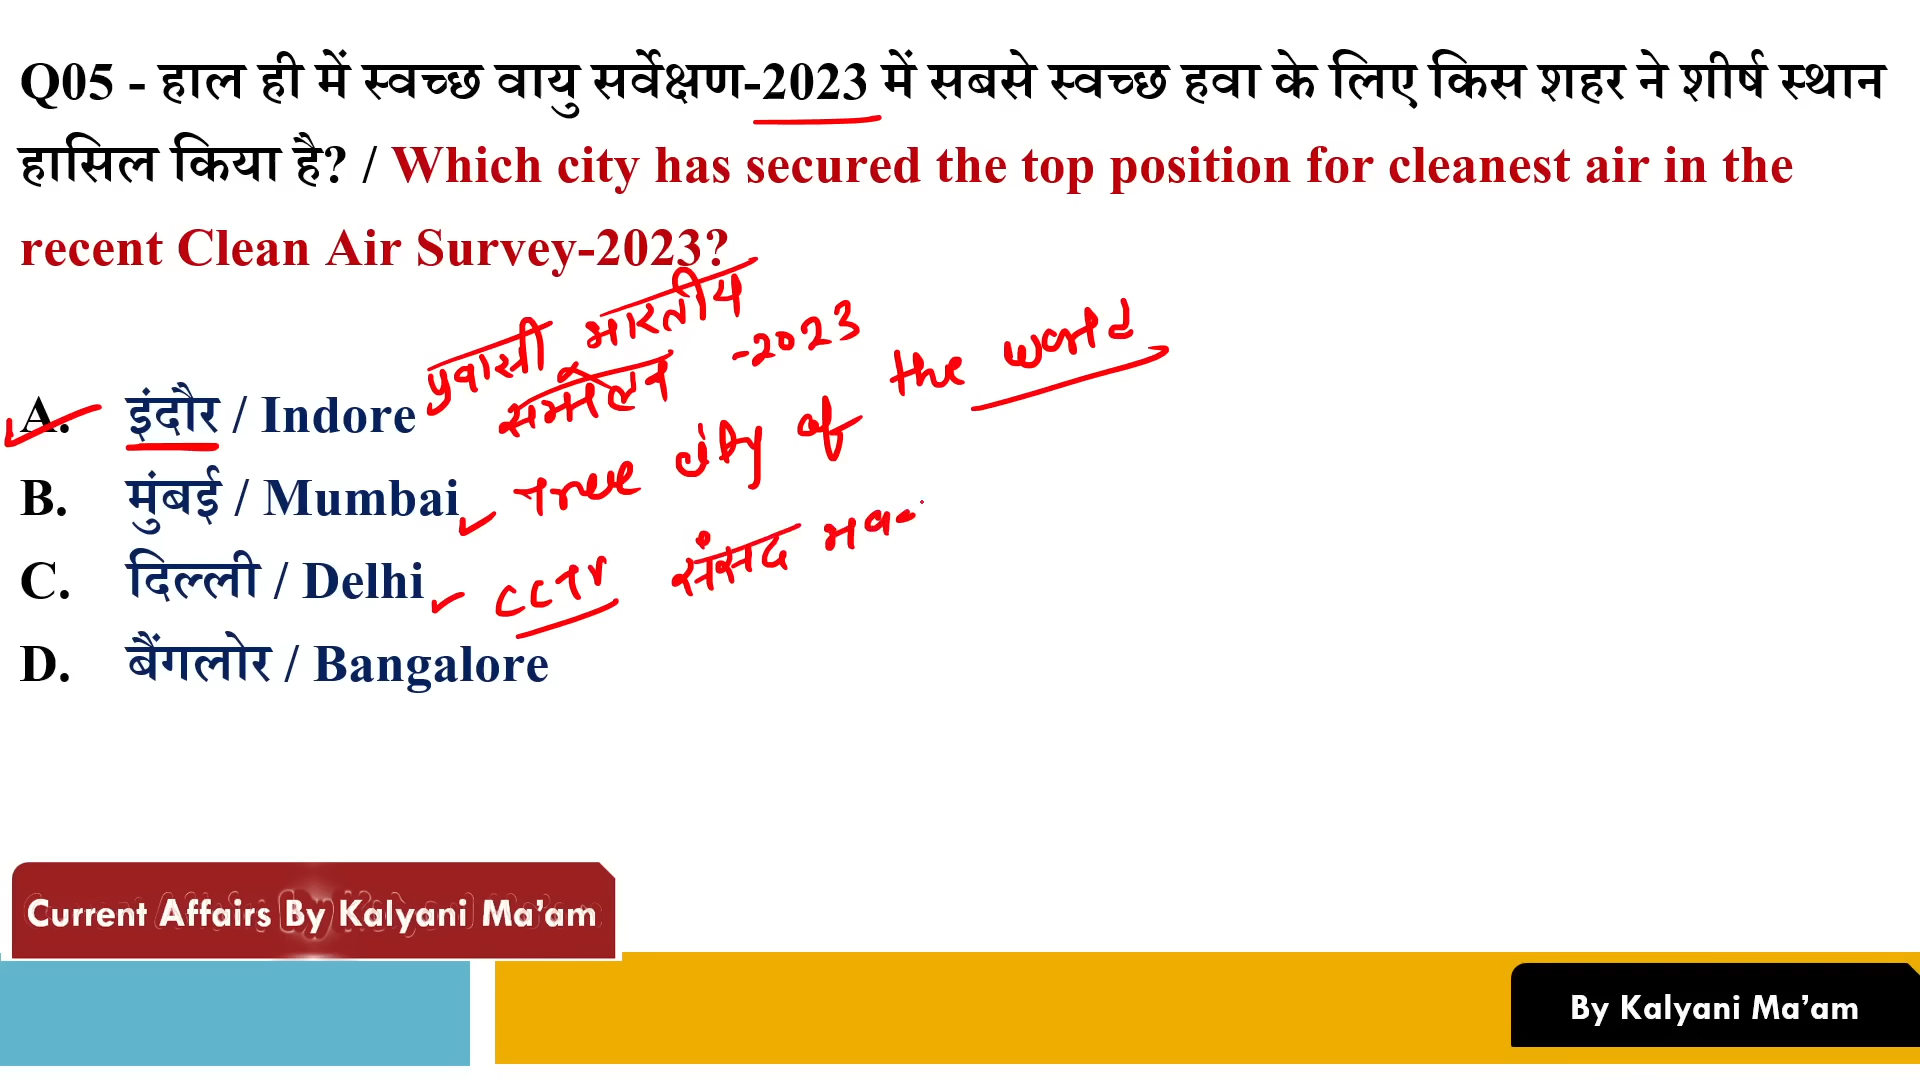 Q05 - हाल ही में स्वच्छ वायु सर्वेक्षण-2023 में सबसे स्वच्छ हवा के लिए किस शहर ने शीर्ष स्थान
हासिल किया है? / Which city has secured the top position for cleanest air in the
recent Clean Air Survey-2023?
प्रवासी भारतीय
सम्मेलन -2023
A. इंदौर / Indore
B. मुंबई / Mumbai
Tree city of the world
C. दिल्ली / Delhi
संसद
D. बैंगलोर / Bangalore
Current Affairs By Kalyani Ma'am
By Kalyani Ma'am